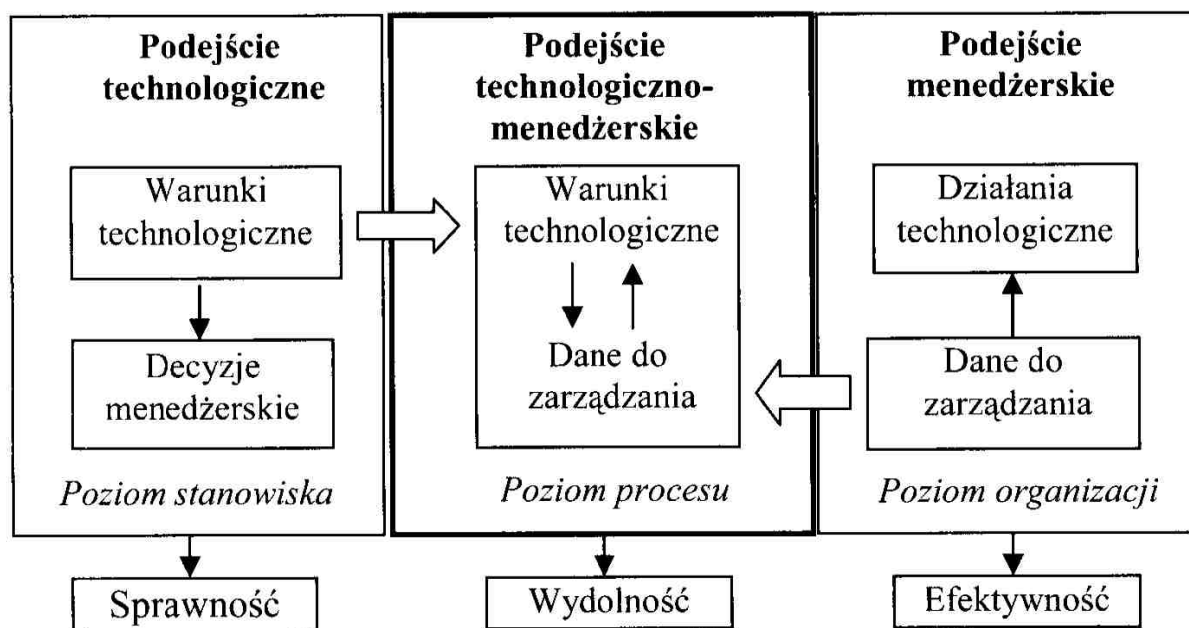 Podejście
technologiczne
Warunki
technologiczne
Decyzje
menedżerskie
Poziom stanowiska
Sprawność
Podejście
technologiczno-
menedżerskie
Warunki
technologiczne
Dane do
zarządzania
Poziom procesu
Wydolność
Podejście
menedżerskie
Działania
technologiczne
Dane do
zarządzania
Poziom organizacji
Efektywność